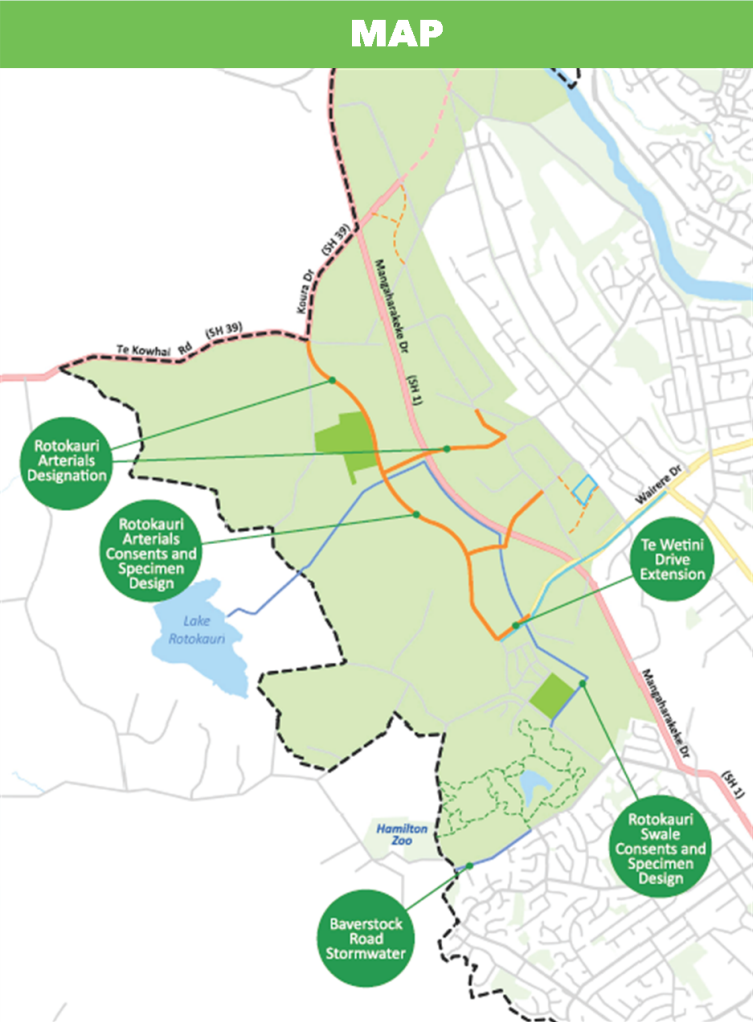 MAP
(SH 39)
Koura Dr
Mangaharakeke Dr
(SH 39)
Te Kowhai Rd
(SH 1)
Rotokauri
Arterials
Designation
Wairere Dr
Rotokauri
Arterials
Consents and
Specimen
Design
Te Wetini
Drive
Extension
Lake
Rotokauri
Mangaharakeke Dr
(SH 1)
Hamilton
Zoo
Rotokauri
Swale
Consents and
Specimen
Design
Baverstock
Road
Stormwater